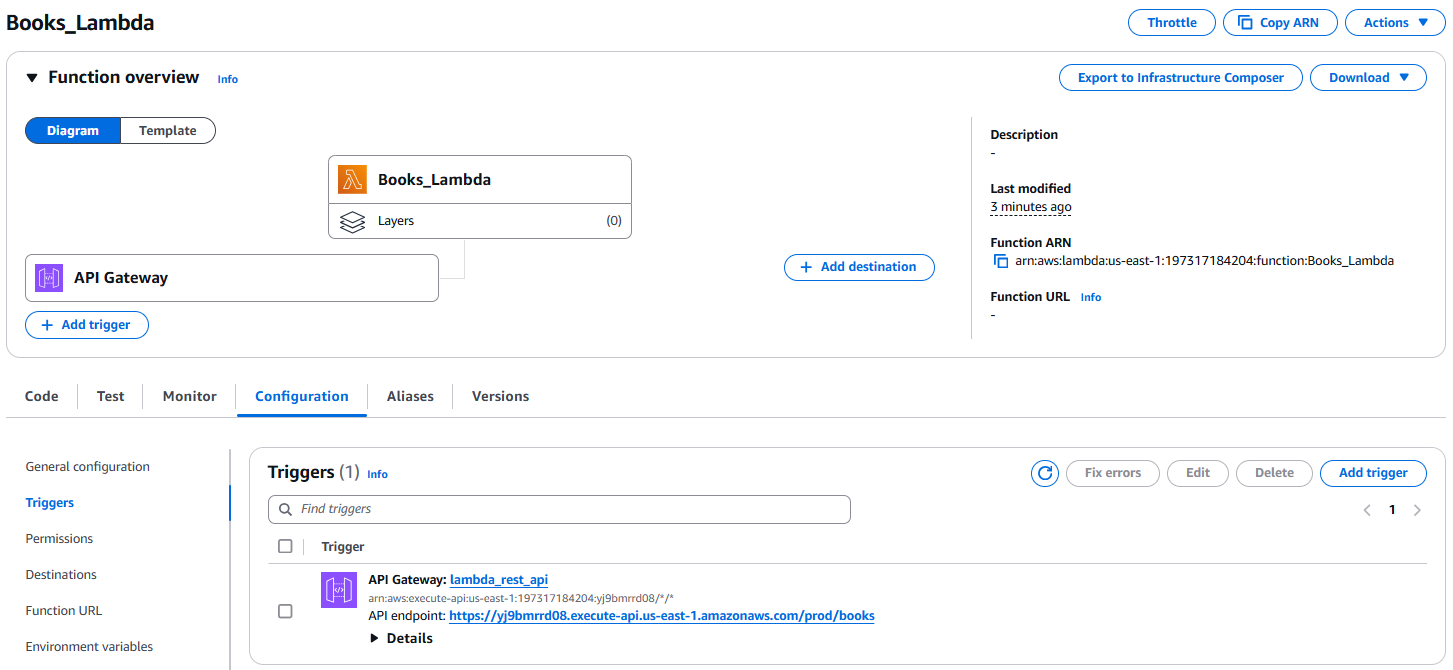 Books_Lambda
Throttle
Copy ARN
Actions
Function overview Info
Export to Infrastructure Composer
Download
Diagram
Template
Books_Lambda
Layers (0)
API Gateway
Add trigger
Add destination
Description
-
Last modified
3 minutes ago
Function ARN
arn:aws:lambda:us-east-1:197317184204:function:Books_Lambda
Function URL Info
-
Code
Test
Monitor
Configuration
Aliases
Versions
General configuration
Triggers
Permissions
Destinations
Function URL
Environment variables
Triggers (1) Info
Fix errors
Edit
Delete
Add trigger
Find triggers
1
Trigger
API Gateway: lambda_rest_api
arn:aws:execute-api:us-east-1:197317184204:yj9bmrrd08/*/*
API endpoint: https://yj9bmrrd08.execute-api.us-east-1.amazonaws.com/prod/books
Details